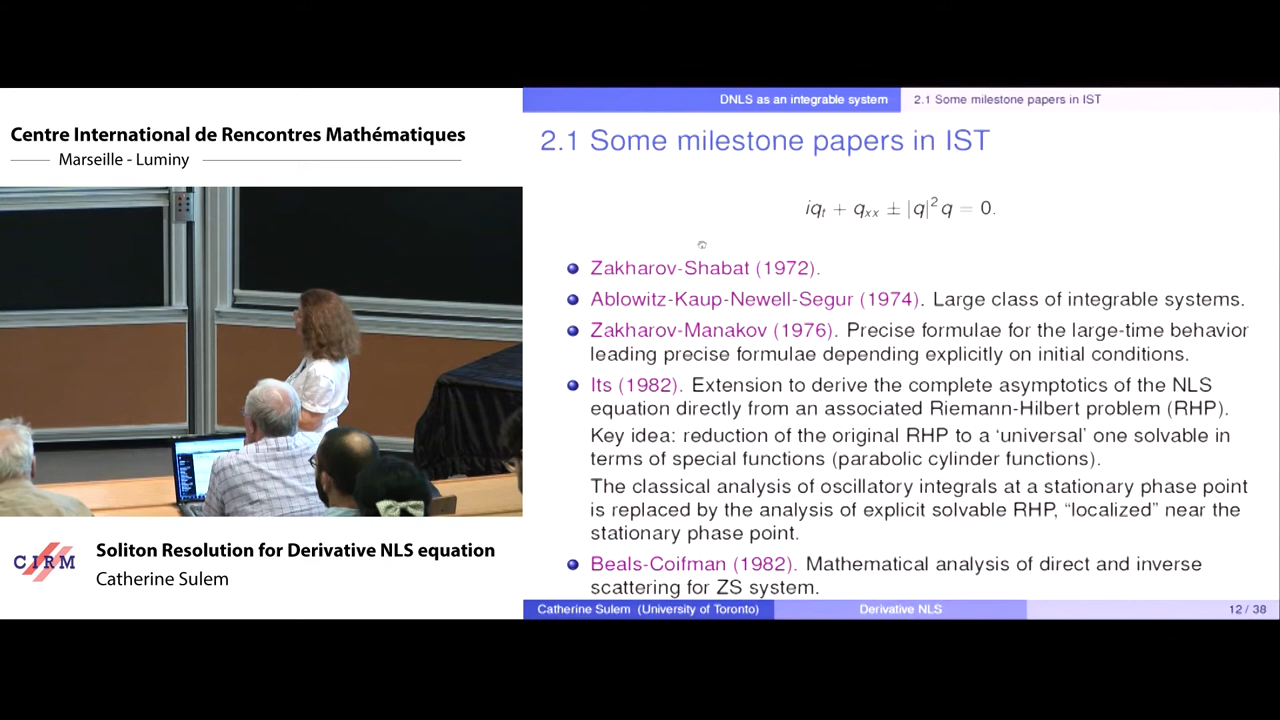 Centre International de Rencontres Mathématiques
Marseille - Luminy
CIRM
Soliton Resolution for Derivative NLS equation
Catherine Sulem
DNLS as an integrable system
2.1 Some milestone papers in IST
2.1 Some milestone papers in IST
iqₜ + qₓₓ ± |q|²q = 0.
Zakharov-Shabat (1972).
Ablowitz-Kaup-Newell-Segur (1974). Large class of integrable systems.
Zakharov-Manakov (1976). Precise formulae for the large-time behavior
leading precise formulae depending explicitly on initial conditions.
Its (1982). Extension to derive the complete asymptotics of the NLS
equation directly from an associated Riemann-Hilbert problem (RHP).
Key idea: reduction of the original RHP to a ‘universal’ one solvable in
terms of special functions (parabolic cylinder functions).
The classical analysis of oscillatory integrals at a stationary phase point
is replaced by the analysis of explicit solvable RHP, “localized” near the
stationary phase point.
Beals-Coifman (1982). Mathematical analysis of direct and inverse
scattering for ZS system.
Catherine Sulem (University of Toronto)
Derivative NLS
12 / 38